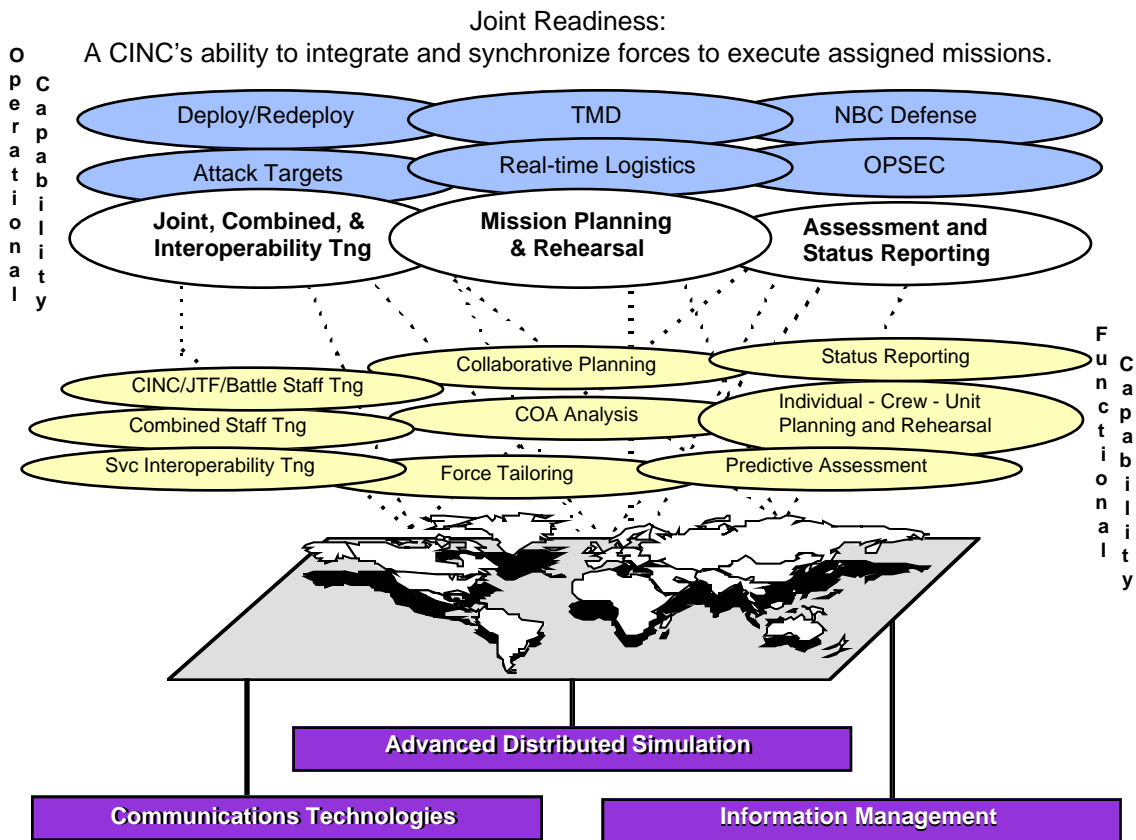 Joint Readiness:
A CINC's ability to integrate and synchronize forces to execute assigned missions.
Operational
Capability
Deploy/Redeploy
TMD
NBC Defense
Attack Targets
Real-time Logistics
OPSEC
Joint, Combined, &
Interoperability Tng
Mission Planning
& Rehearsal
Assessment and
Status Reporting
Functional
Capability
Collaborative Planning
Status Reporting
CINC/JTF/Battle Staff Tng
COA Analysis
Individual - Crew - Unit
Planning and Rehearsal
Combined Staff Tng
Svc Interoperability Tng
Force Tailoring
Predictive Assessment
Advanced Distributed Simulation
Communications Technologies
Information Management